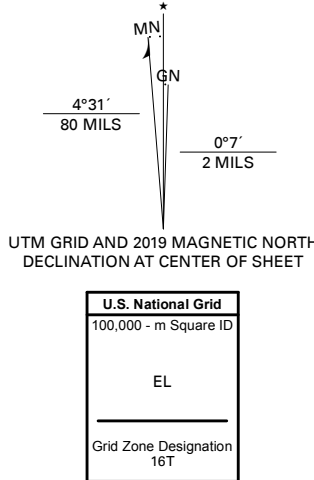 MN
GN
4°31´
80 MILS
0°7´
2 MILS
UTM GRID AND 2019 MAGNETIC NORTH
DECLINATION AT CENTER OF SHEET
U.S. National Grid
100,000 - m Square ID
EL
Grid Zone Designation
16T